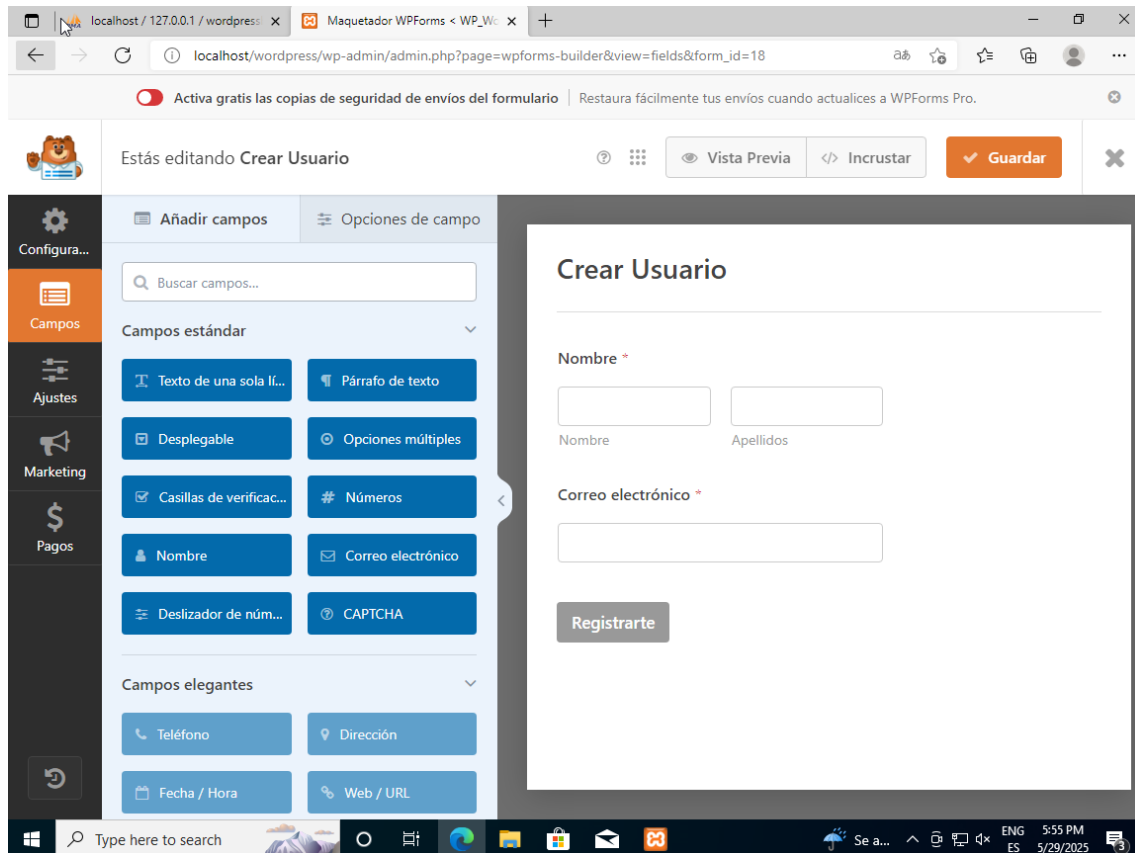 localhost / 127.0.0.1 / wordpress
Maquetador WPForms < WP_Wo
localhost/wordpress/wp-admin/admin.php?page=wpforms-builder&view=fields&form_id=18
Activa gratis las copias de seguridad de envíos del formulario | Restaura fácilmente tus envíos cuando actualices a WPForms Pro.
Estás editando Crear Usuario
Vista Previa
</> Incrustar
Guardar
Configura...
Campos
Ajustes
Marketing
Pagos
Añadir campos
Opciones de campo
Buscar campos...
Campos estándar
Texto de una sola lí...
Párrafo de texto
Desplegable
Opciones múltiples
Casillas de verificac...
Números
Nombre
Correo electrónico
Deslizador de núm...
CAPTCHA
Campos elegantes
Teléfono
Dirección
Fecha / Hora
Web / URL
Crear Usuario
Nombre *
Nombre
Apellidos
Correo electrónico *
Registrarte
Type here to search
Se a...
ENG
ES
5:55 PM
5/29/2025
3